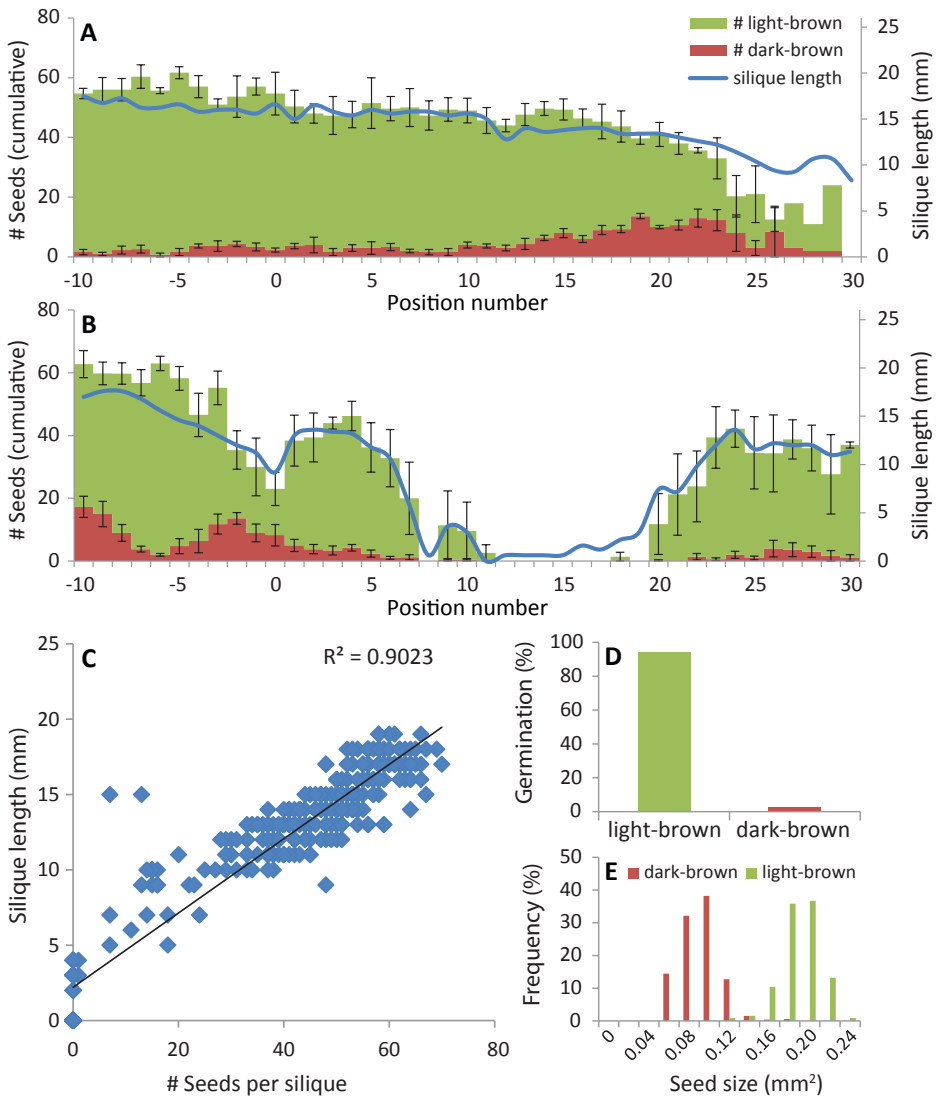 A
# light-brown
# dark-brown
silique length
# Seeds (cumulative)
80
60
40
20
0
25
20
15
10
5
0
Silique length (mm)
-10 -5 0 5 10 15 20 25 30
Position number
B
# Seeds (cumulative)
80
60
40
20
0
25
20
15
10
5
0
Silique length (mm)
-10 -5 0 5 10 15 20 25 30
Position number
C
R² = 0.9023
Silique length (mm)
25
20
15
10
5
0
0 20 40 60 80
# Seeds per silique
D
Germination (%)
100
80
60
40
20
0
light-brown dark-brown
E
dark-brown light-brown
Frequency (%)
50
40
30
20
10
0
0 0.04 0.08 0.12 0.16 0.20 0.24
Seed size (mm²)